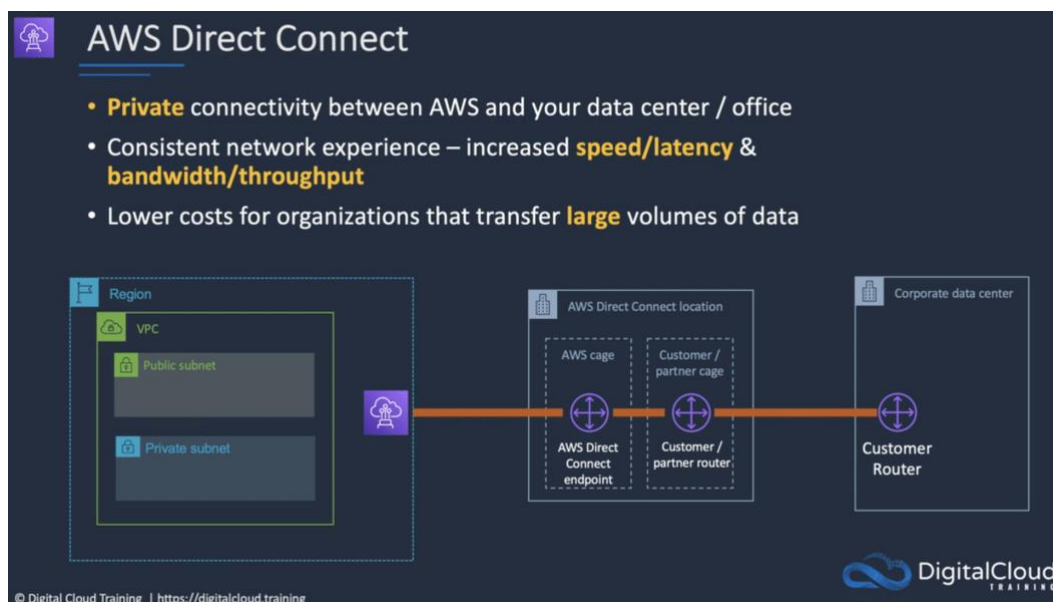 AWS Direct Connect
• Private connectivity between AWS and your data center / office
• Consistent network experience – increased speed/latency &
bandwidth/throughput
• Lower costs for organizations that transfer large volumes of data
Region
VPC
Public subnet
Private subnet
AWS Direct Connect location
AWS cage
AWS Direct
Connect
endpoint
Customer /
partner cage
Customer /
partner router
Corporate data center
Customer
Router
DigitalCloud
TRAINING
© Digital Cloud Training | https://digitalcloud.training